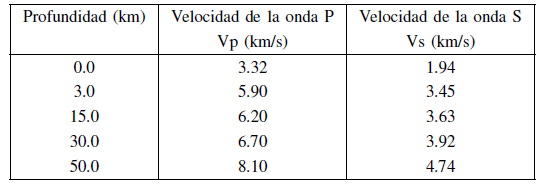 Profundidad (km) Velocidad de la onda P Velocidad de la onda S
Vp (km/s) Vs (km/s)
0.0 3.32 1.94
3.0 5.90 3.45
15.0 6.20 3.63
30.0 6.70 3.92
50.0 8.10 4.74